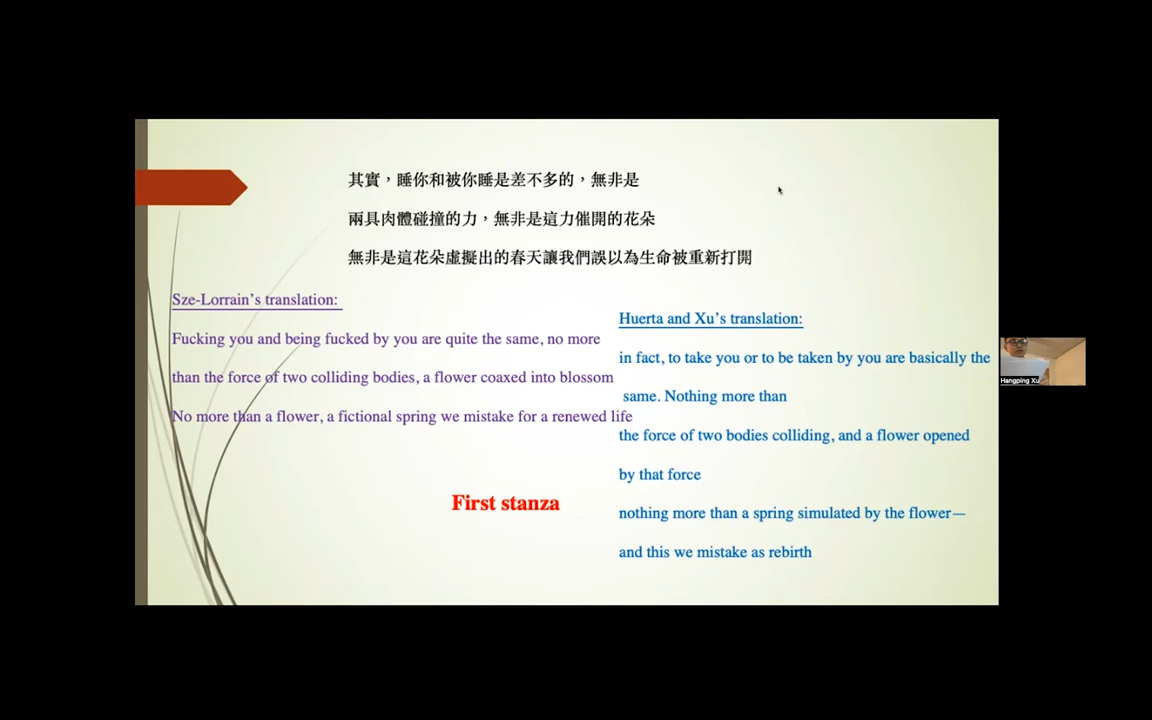 其實，睡你和被你睡是差不多的，無非是
兩具肉體碰撞的力，無非是這力催開的花朵
無非是這花朵虛擬出的春天讓我們誤以為生命被重新打開
Sze-Lorrain’s translation:
Fucking you and being fucked by you are quite the same, no more
than the force of two colliding bodies, a flower coaxed into blossom
No more than a flower, a fictional spring we mistake for a renewed life
Huerta and Xu’s translation:
in fact, to take you or to be taken by you are basically the
same. Nothing more than
the force of two bodies colliding, and a flower opened
by that force
nothing more than a spring simulated by the flower—
and this we mistake as rebirth
First stanza
Hangping Xu